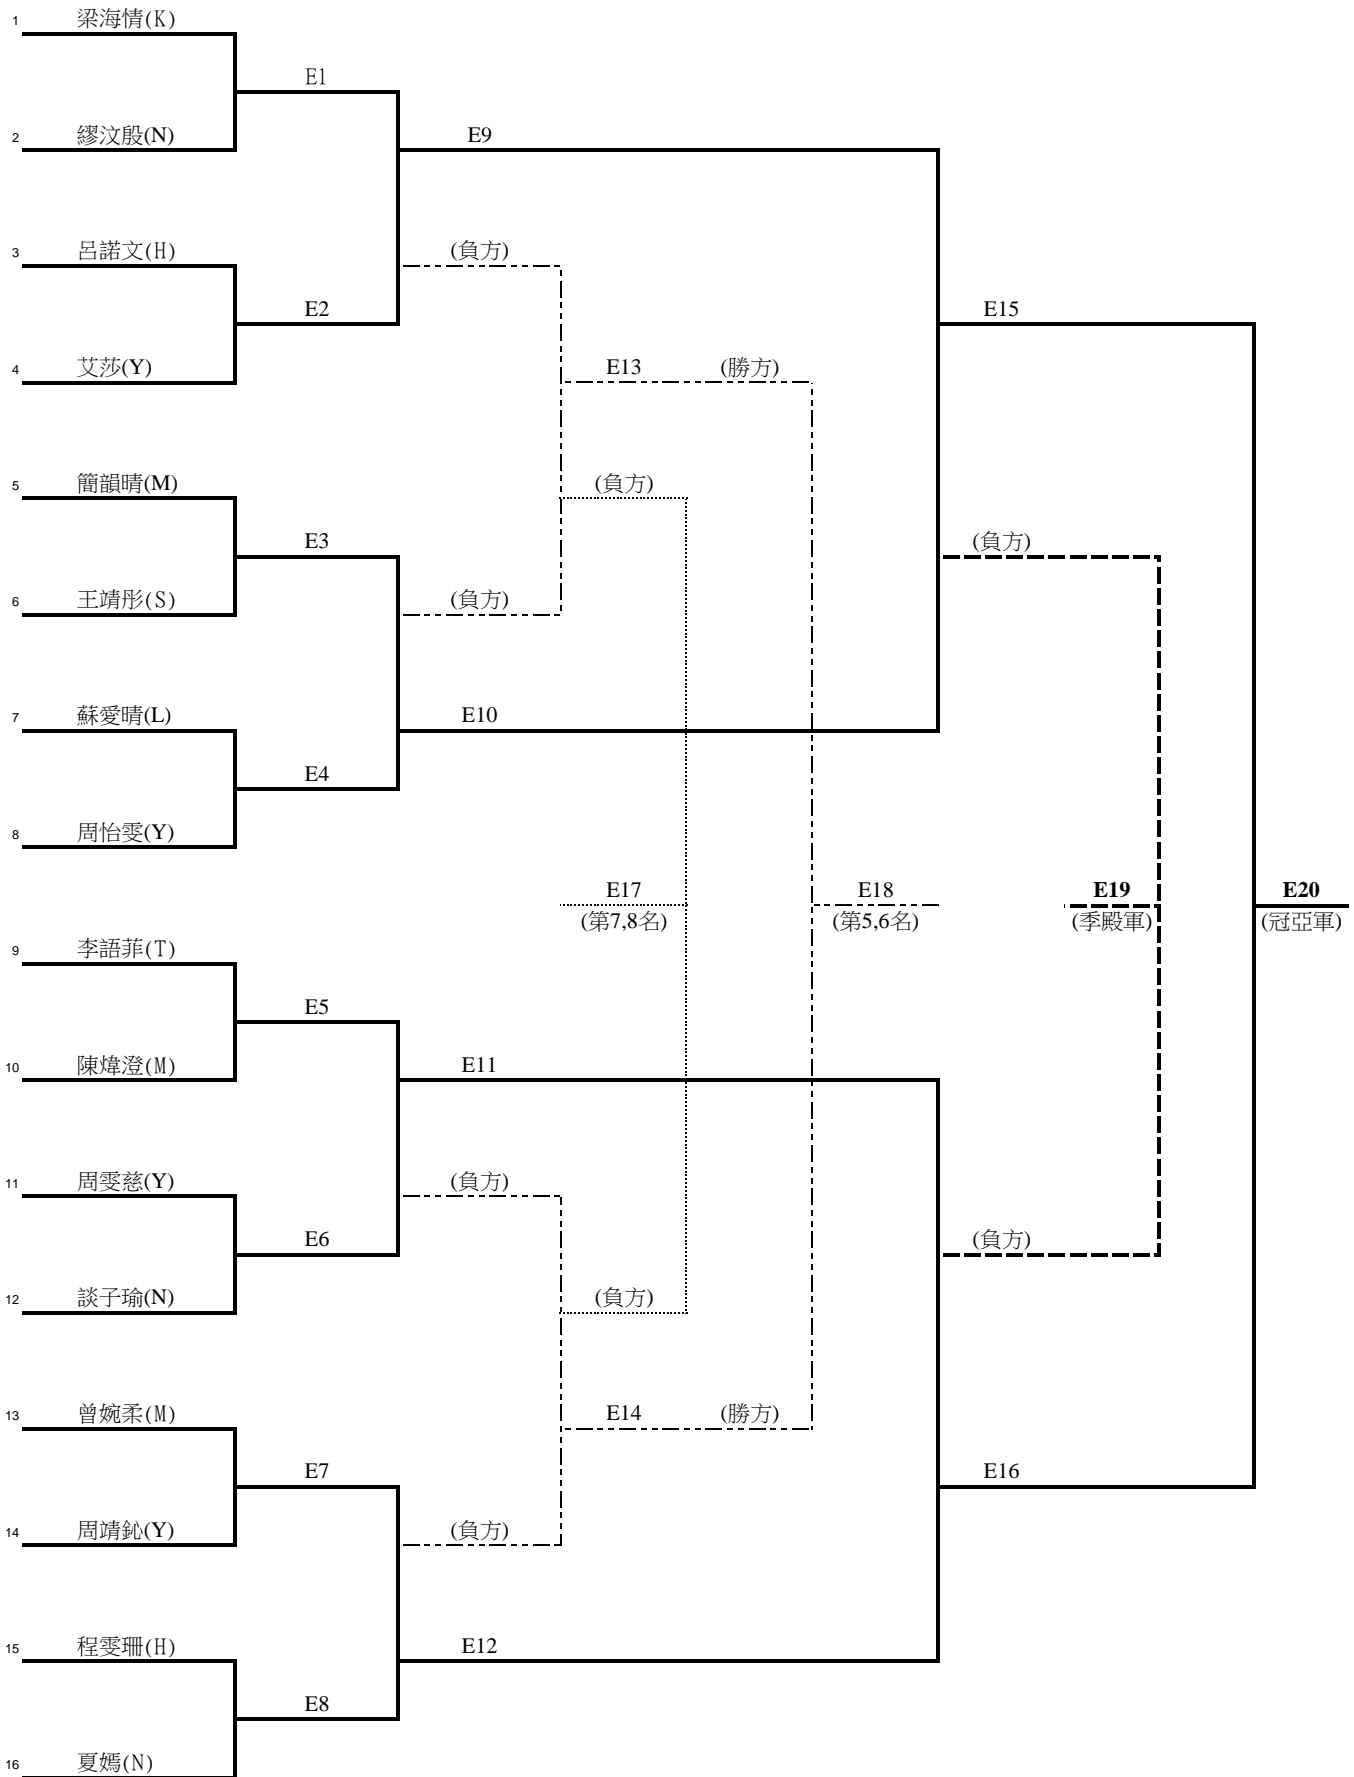 1 梁海情(K)
E1
2 繆汶殷(N)
E9
3 呂諾文(H)
(負方)
E2
E15
4 艾莎(Y)
E13 (勝方)
5 簡韻晴(M)
(負方)
E3
(負方)
6 王靖彤(S)
(負方)
7 蘇愛晴(L)
E10
E4
8 周怡雯(Y)
E17 E18 E19 E20
(第7,8名) (第5,6名) (季殿軍) (冠亞軍)
9 李語菲(T)
E5
10 陳煒澄(M)
E11
11 周雯慈(Y)
(負方)
E6
(負方)
12 談子瑜(N)
(負方)
13 曾婉柔(M)
E14 (勝方)
E7
E16
14 周靖鈊(Y)
(負方)
15 程雯珊(H)
E12
E8
16 夏嫣(N)